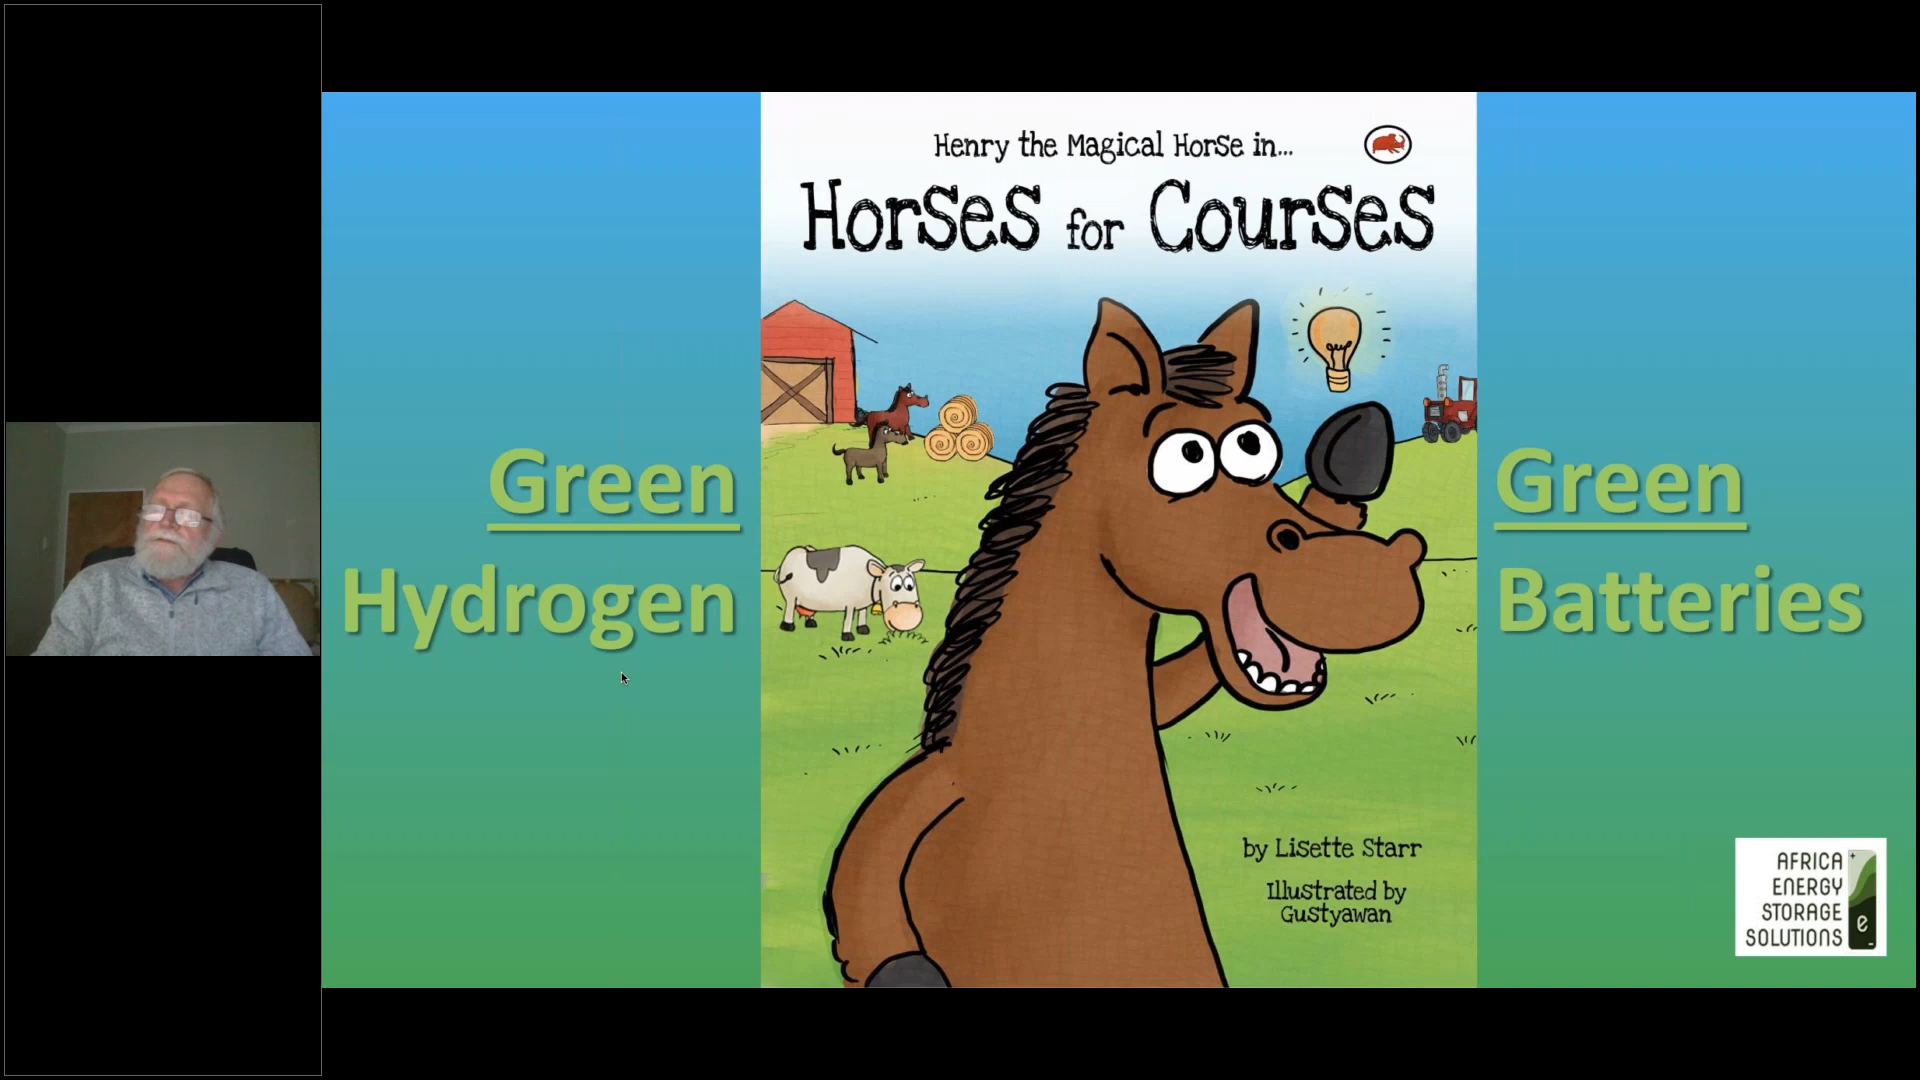 Henry the Magical Horse in...
Horses for Courses
Green
Hydrogen
Green
Batteries
by Lisette Starr
Illustrated by
Gustyawan
AFRICA
ENERGY
STORAGE
SOLUTIONS
e